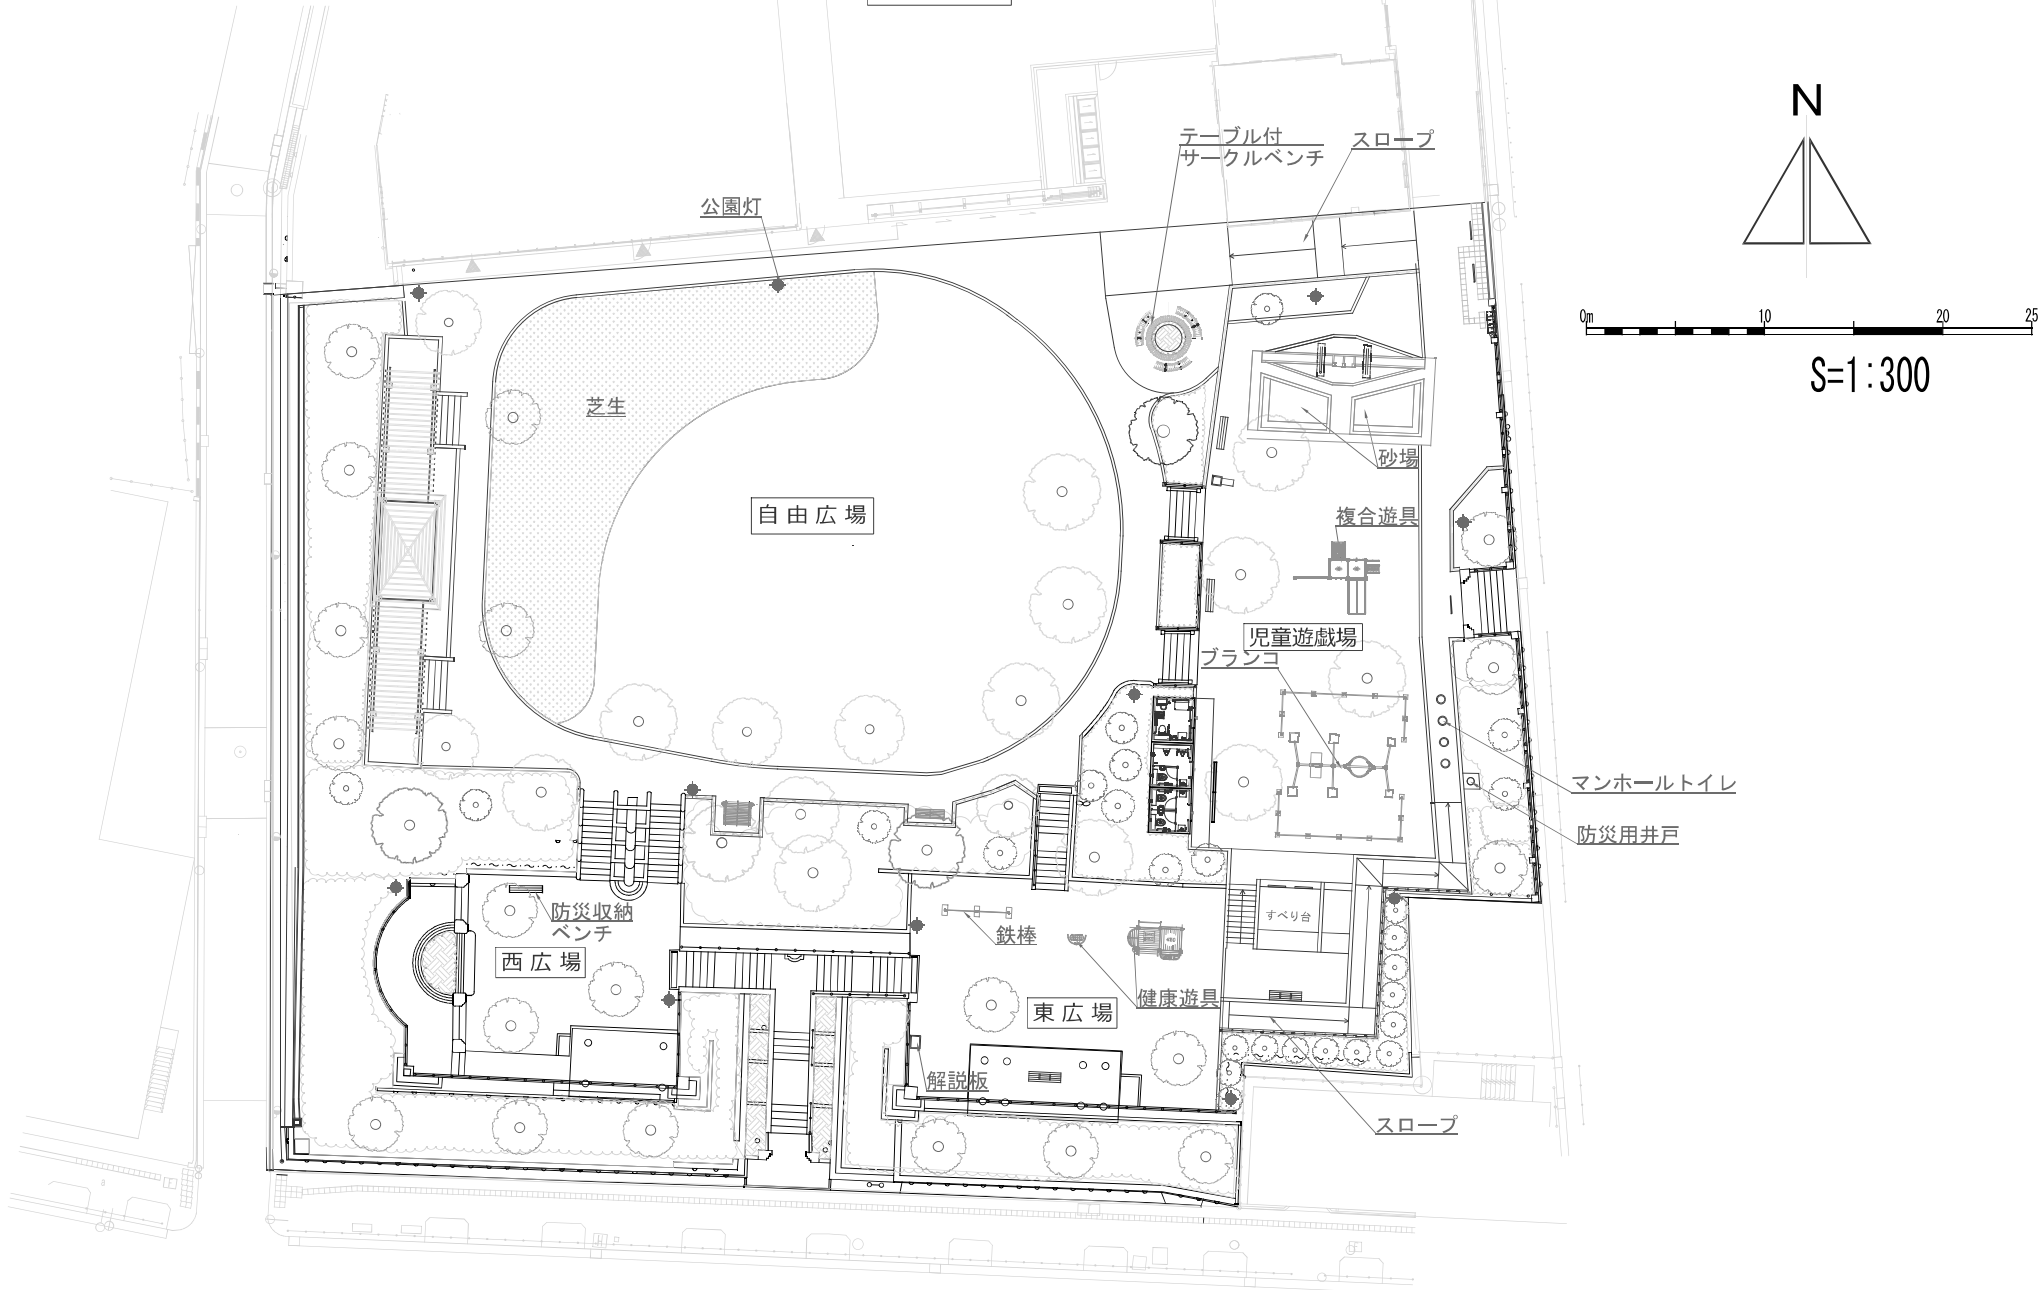 N
テーブル付
サークルベンチ
スロープ
公園灯
0m
10
20
25
S=1:300
芝生
砂場
自由広場
複合遊具
児童遊戯場
ブランコ
マンホールトイレ
防災用井戸
防災収納
ベンチ
すべり台
鉄棒
西広場
健康遊具
東広場
解説板
スロープ